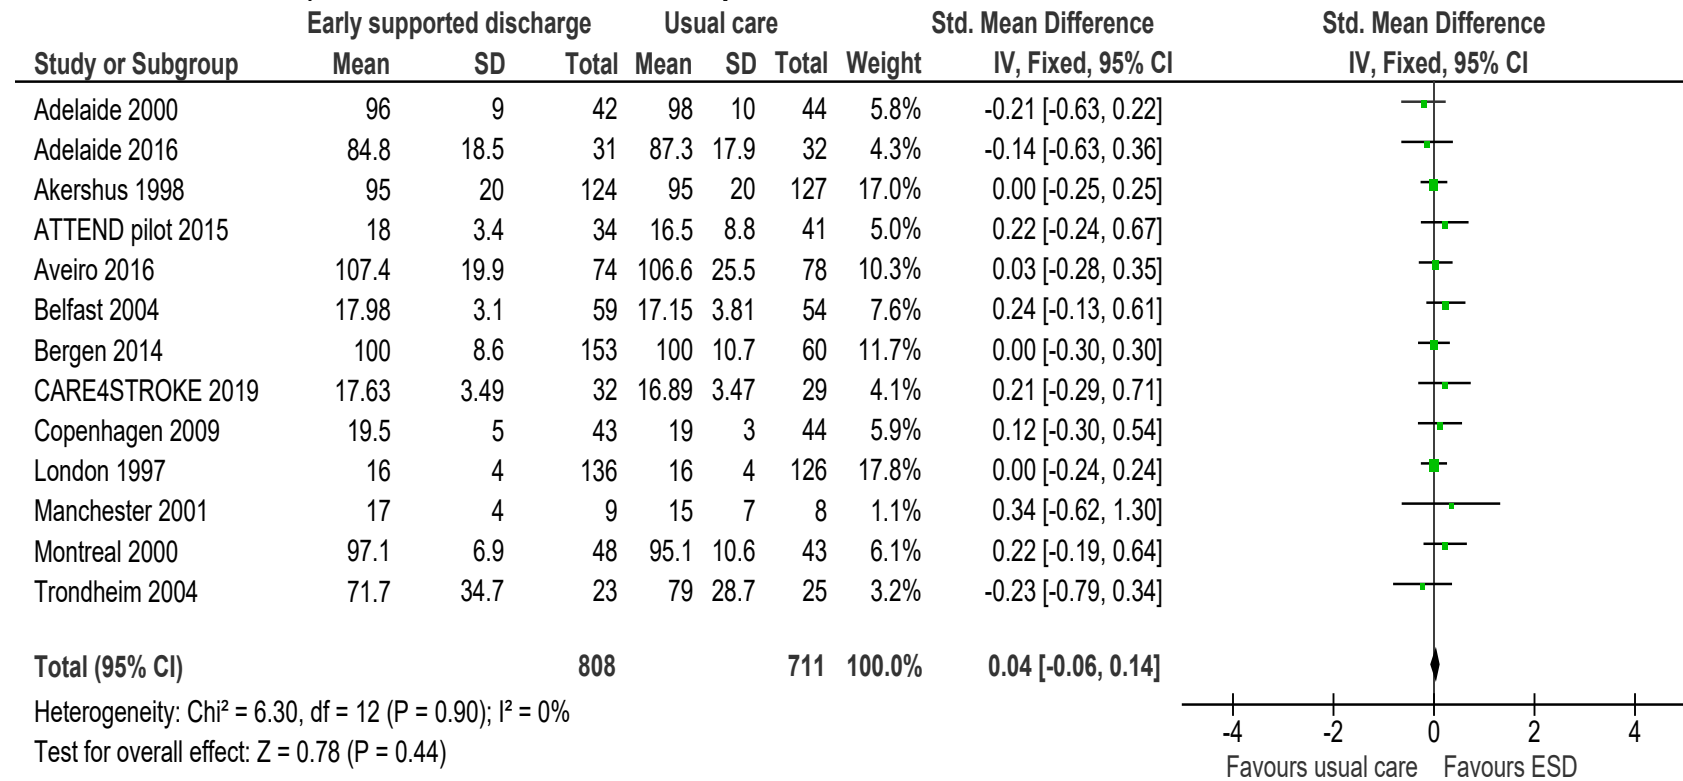 Early supported discharge Usual care Std. Mean Difference Std. Mean Difference
Study or Subgroup Mean SD Total Mean SD Total Weight IV, Fixed, 95% CI IV, Fixed, 95% CI
Adelaide 2000 96 9 42 98 10 44 5.8% -0.21 [-0.63, 0.22]
Adelaide 2016 84.8 18.5 31 87.3 17.9 32 4.3% -0.14 [-0.63, 0.36]
Akershus 1998 95 20 124 95 20 127 17.0% 0.00 [-0.25, 0.25]
ATTEND pilot 2015 18 3.4 34 16.5 8.8 41 5.0% 0.22 [-0.24, 0.67]
Aveiro 2016 107.4 19.9 74 106.6 25.5 78 10.3% 0.03 [-0.28, 0.35]
Belfast 2004 17.98 3.1 59 17.15 3.81 54 7.6% 0.24 [-0.13, 0.61]
Bergen 2014 100 8.6 153 100 10.7 60 11.7% 0.00 [-0.30, 0.30]
CARE4STROKE 2019 17.63 3.49 32 16.89 3.47 29 4.1% 0.21 [-0.29, 0.71]
Copenhagen 2009 19.5 5 43 19 3 44 5.9% 0.12 [-0.30, 0.54]
London 1997 16 4 136 16 4 126 17.8% 0.00 [-0.24, 0.24]
Manchester 2001 17 4 9 15 7 8 1.1% 0.34 [-0.62, 1.30]
Montreal 2000 97.1 6.9 48 95.1 10.6 43 6.1% 0.22 [-0.19, 0.64]
Trondheim 2004 71.7 34.7 23 79 28.7 25 3.2% -0.23 [-0.79, 0.34]
Total (95% CI) 808 711 100.0% 0.04 [-0.06, 0.14]
Heterogeneity: Chi² = 6.30, df = 12 (P = 0.90); I² = 0%
Test for overall effect: Z = 0.78 (P = 0.44)
-4 -2 0 2 4
Favours usual care Favours ESD